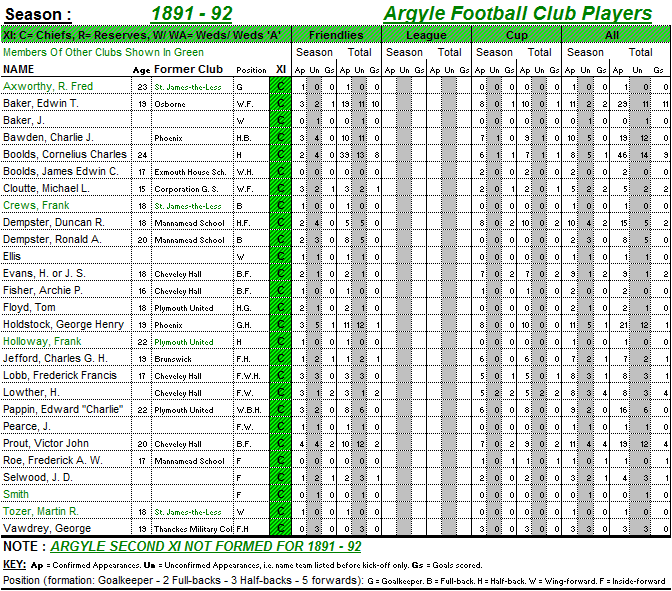 Season : 1891 - 92 Argyle Football Club Players
XI: C= Chiefs, R= Reserves, W/ WA= Weds/ Weds 'A' Friendlies League Cup All
Members Of Other Clubs Shown In Green Season Total Season Total Season Total Season Total
NAME Age Former Club Position XI Ap Un Gs Ap Un Gs Ap Un Gs Ap Un Gs Ap Un Gs Ap Un Gs Ap Un Gs Ap Un Gs
Axworthy, R. Fred 23 St. James-the-Less G C 1 0 0 1 0 0 0 0 0 0 0 0 1 0 0 1 0 0
Baker, Edwin T. 19 Osborne W.F. C 3 2 1 19 11 10 8 0 1 10 0 1 11 2 2 29 11 11
Baker, J. W C 0 1 0 0 1 0 0 0 0 0 0 0 0 1 0 0 1 0
Bawden, Charlie J. Phoenix H.B. C 3 4 0 10 11 0 7 1 0 9 1 0 10 5 0 19 12 0
Boolds, Cornelius Charles 24 H C 2 4 0 39 13 8 6 1 1 7 1 1 8 5 1 46 14 9
Boolds, James Edwin C. 17 Exmouth House Sch. W.H. C 0 0 0 0 0 0 2 0 0 2 0 0 2 0 0 2 0 0
Cloutte, Michael L. 15 Corporation G. S. W.F. C 3 2 1 3 2 1 2 0 1 2 0 1 5 2 2 5 2 2
Crews, Frank 18 St. James-the-Less B C 0 1 0 0 1 0 0 0 0 0 0 0 0 1 0 0 1 0
Dempster, Duncan R. 18 Mannamead School H.F. C 2 4 0 5 5 0 8 0 2 10 0 2 10 4 2 15 5 2
Dempster, Ronald A. 20 Mannamead School B C 2 3 0 8 5 0 0 0 0 0 0 0 2 3 0 8 5 0
Ellis W C 1 0 0 1 0 0 0 0 0 0 0 0 1 0 0 1 0 0
Evans, H. or J. S. 18 Cheveley Hall B.F. C 2 1 0 2 1 0 7 0 2 7 0 2 9 1 2 9 1 2
Fisher, Archie P. 16 Cheveley Hall B.F. C 1 0 0 1 0 0 0 0 0 0 0 0 1 0 0 1 0 0
Floyd, Tom 18 Plymouth United H.G. C 2 1 0 2 1 0 0 0 0 0 0 0 2 1 0 2 1 0
Holdstock, George Henry 19 Phoenix G.H. C 3 5 1 11 12 1 8 0 0 10 0 0 11 5 1 21 12 1
Holloway, Frank 22 Plymouth United H C 1 0 0 1 0 0 0 0 0 0 0 0 1 0 0 1 0 0
Jefford, Charles G. H. 19 Brunswick F.H. C 1 2 1 1 2 1 6 0 0 6 0 0 7 2 1 7 2 1
Lobb, Frederick Francis 17 Cheveley Hall F.W.H. C 3 3 0 3 3 0 5 0 1 5 0 1 8 3 1 8 3 1
Lowther, H. Cheveley Hall F.W. C 3 1 2 3 1 2 5 2 2 5 2 2 8 3 4 8 3 4
Pappin, Edward "Charlie" 22 Plymouth United W.B.H. C 3 2 0 8 6 0 6 0 0 8 0 0 9 2 0 16 6 0
Pearce, J. F.W. C 0 1 0 0 1 0 0 0 0 0 0 0 0 1 0 0 1 0
Prout, Victor John 20 Cheveley Hall B.F. C 4 4 2 10 12 2 7 0 2 9 0 2 11 4 4 19 12 4
Roe, Frederick A. W. 17 Mannamead School F C 0 0 0 0 0 0 1 0 1 1 0 1 1 0 1 1 0 1
Selwood, J. D. F C 1 2 1 2 3 1 2 1 0 2 1 0 3 3 1 4 3 1
Smith F C 0 1 0 0 1 0 0 0 0 0 0 0 0 1 0 0 1 0
Tozer, Martin R. 18 St. James-the-Less W C 1 0 0 1 0 0 0 0 0 0 0 0 1 0 0 1 0 0
Vawdrey, George 19 Thanckes Military Col F.H C 0 3 0 0 3 0 3 0 0 3 0 0 3 3 0 3 3 0
NOTE : ARGYLE SECOND XI NOT FORMED FOR 1891 - 92
KEY: Ap = Confirmed Appearances. Un = Unconfirmed Appearances, i.e. name team listed before kick-off only. Gs = Goals scored.
Position (formation: Goalkeeper - 2 Full-backs - 3 Half-backs - 5 forwards): G = Goalkeeper. B = Full-back. H = Half-back. W = Wing-forward. F = Inside-forward